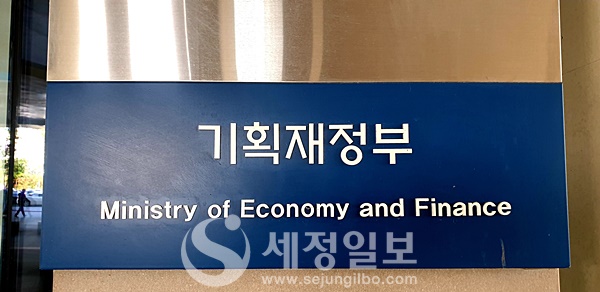 기획재정부
Ministry of Economy and Finance
세정일보
www.sejungilbo.com